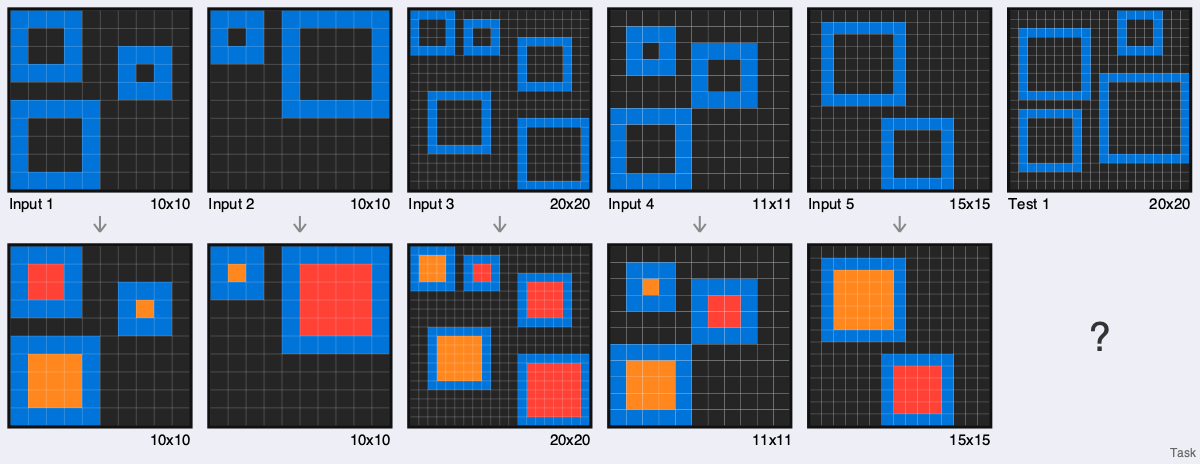 Input 1 10x10
Input 2 10x10
Input 3 20x20
Input 4 11x11
Input 5 15x15
Test 1 20x20
10x10
10x10
20x20
11x11
15x15
?
Task